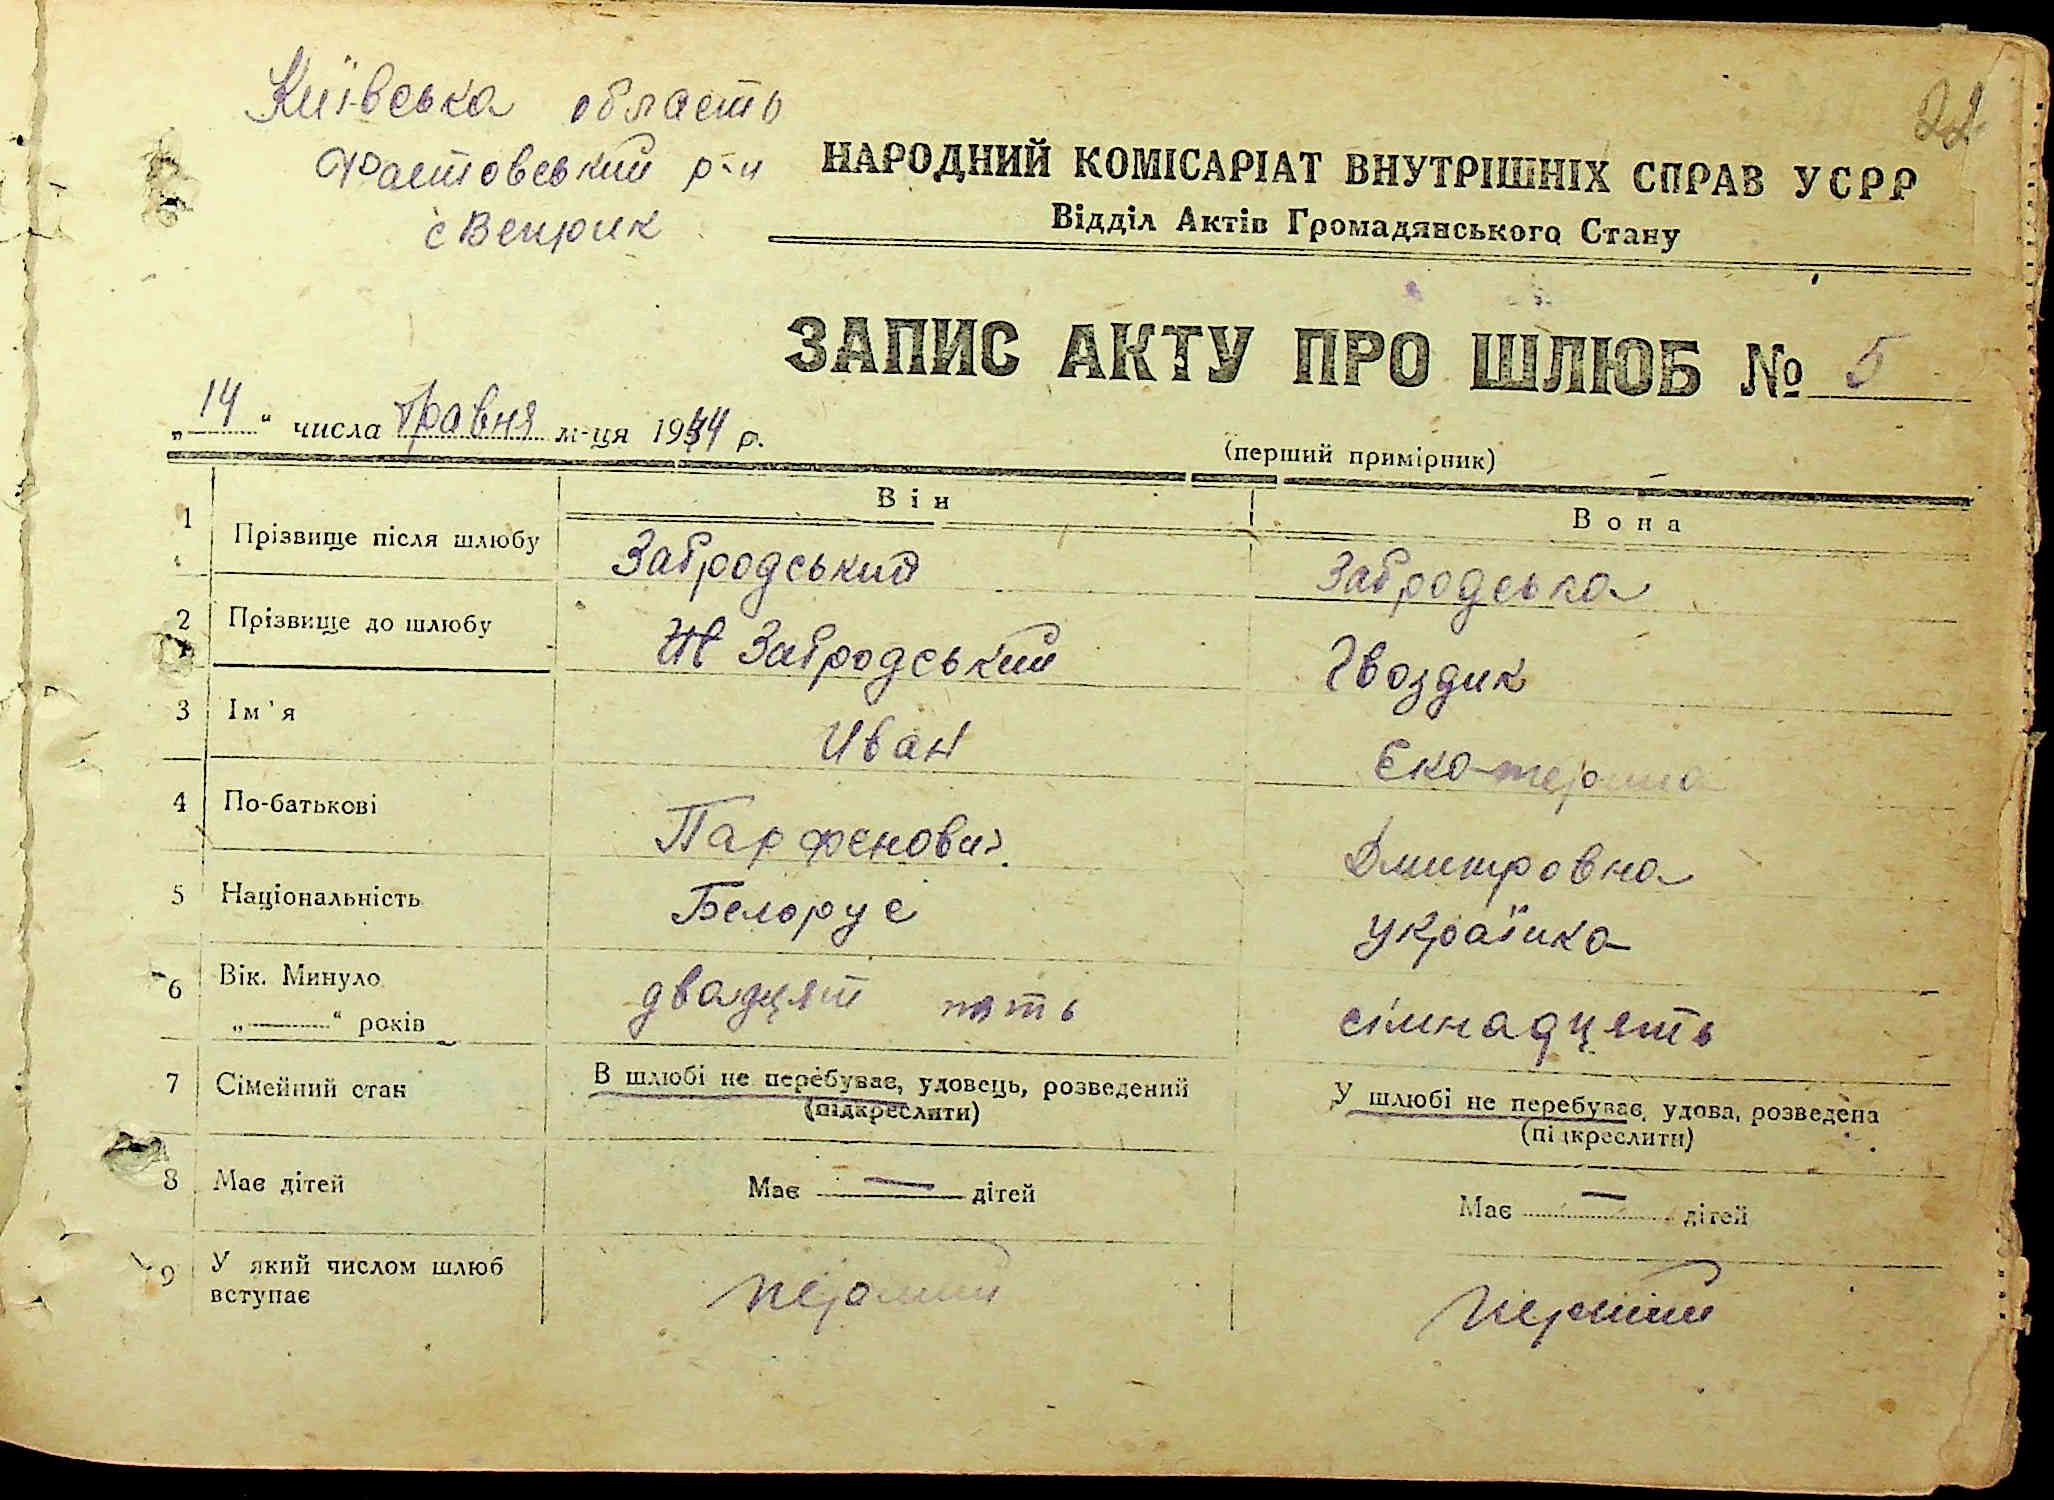 22
Київська область
Фастовський р-н
с Веприк
НАРОДНИЙ КОМІСАРІАТ ВНУТРІШНІХ СПРАВ УСРР
Відділ Актів Громадянського Стану
ЗАПИС АКТУ ПРО ШЛЮБ № 5
„14“ числа травня м-ця 1944 р.
(перший примірник)
Він Вона
1 Прізвище після шлюбу Забродський Забродська
2 Прізвище до шлюбу Забродський Гвоздик
3 Ім'я Иван Екатерина
4 По-батькові Парфенович Дмитровна
5 Національність Белорус Українка
6 Вік. Минуло „ “ років двадцят пять сімнадцять
7 Сімейний стан В шлюбі не перебуває, удовець, розведений (підкреслити) У шлюбі не перебуває, удова, розведена (підкреслити)
8 Має дітей Має — дітей Має — дітей
9 У який числом шлюб вступає первший перший